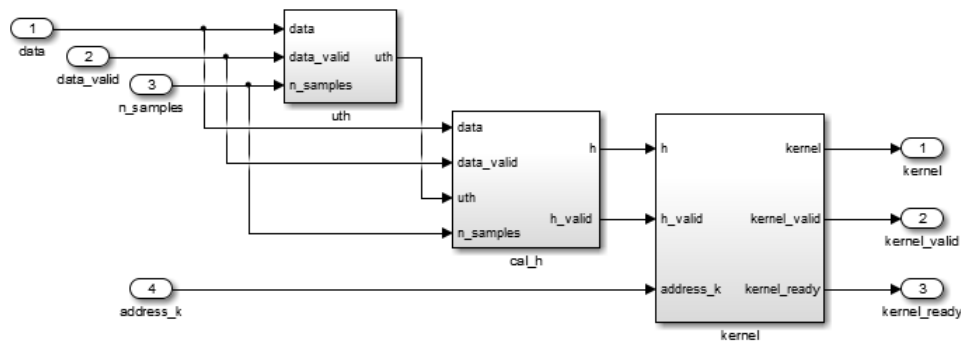 1
data
2
data_valid
3
n_samples
data
data_valid
n_samples
uth
uth
data
data_valid
uth
n_samples
h
h_valid
cal_h
4
address_k
h
h_valid
address_k
kernel
kernel_valid
kernel_ready
kernel
1
kernel
2
kernel_valid
3
kernel_ready